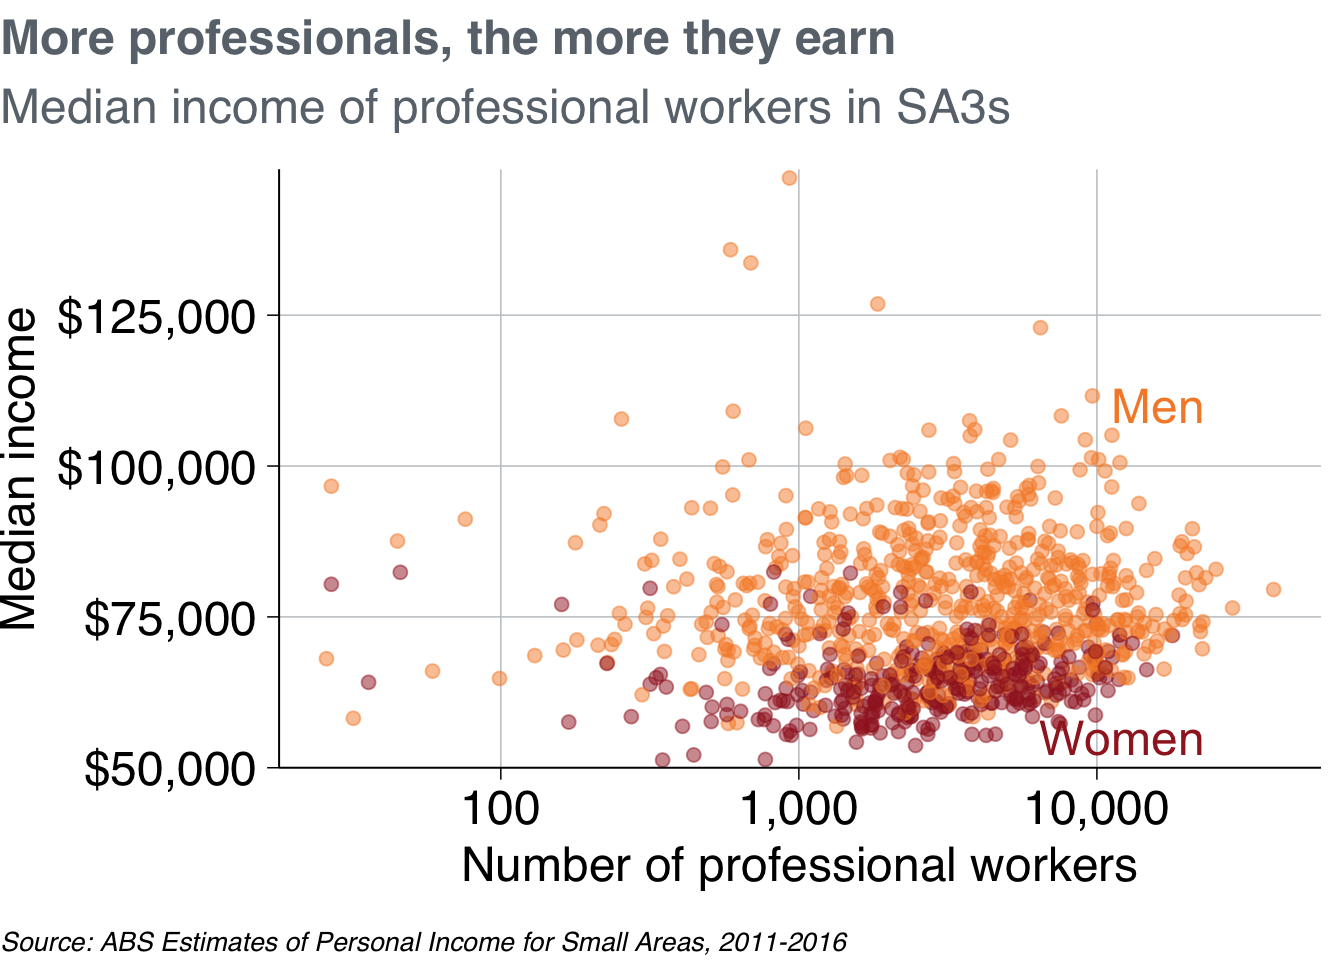 More professionals, the more they earn
Median income of professional workers in SA3s
Median income
$125,000
$100,000
$75,000
$50,000
Men
Women
100
1,000
10,000
Number of professional workers
Source: ABS Estimates of Personal Income for Small Areas, 2011-2016